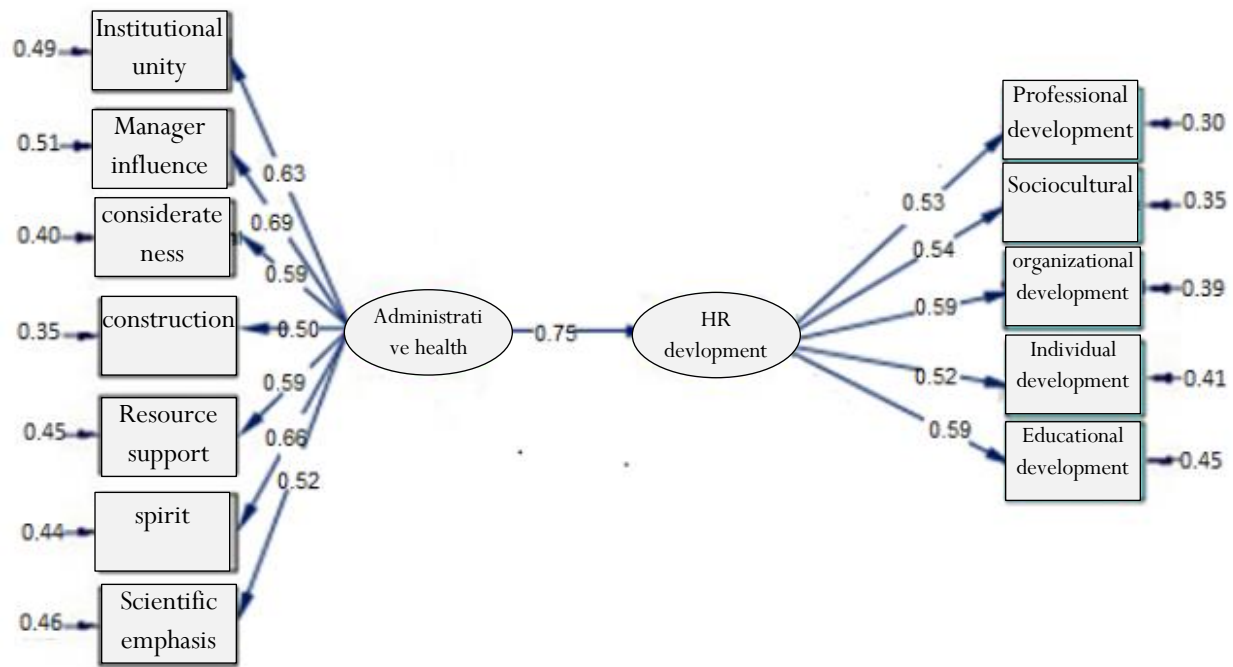 Institutional
unity
0.49
Manager
influence
0.51
considerate
ness
0.40
construction
0.35
Resource
support
0.45
spirit
0.44
Scientific
emphasis
0.46
0.63
0.69
0.59
0.50
0.59
0.66
0.52
Administrati
ve health
0.75
HR
devlopment
0.53
0.54
0.59
0.52
0.59
Professional
development
0.30
Sociocultural
0.35
organizational
development
0.39
Individual
development
0.41
Educational
development
0.45